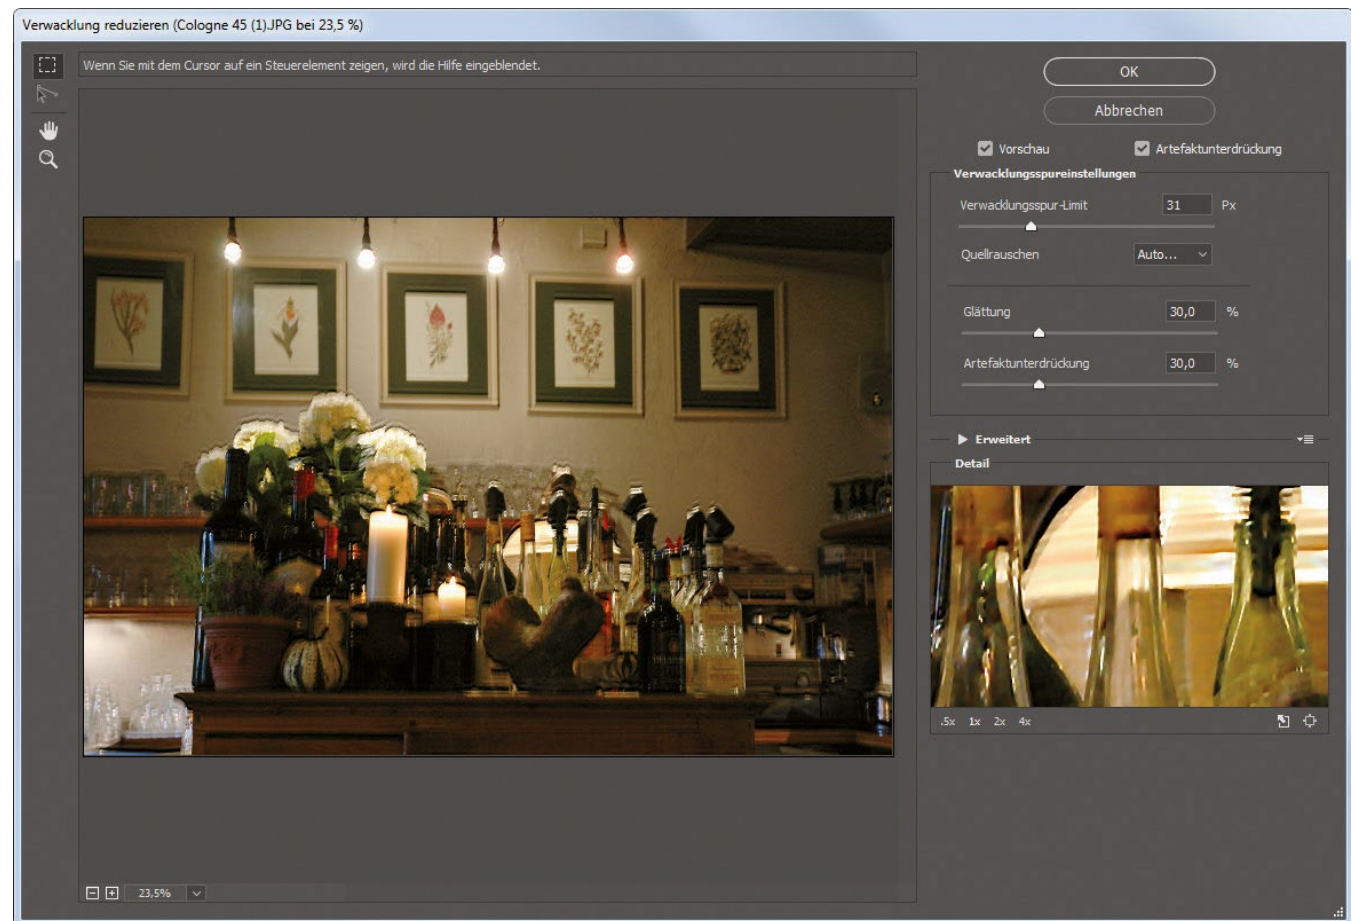 Verwacklung reduzieren (Cologne 45 (1).JPG bei 23,5 %)
Wenn Sie mit dem Cursor auf ein Steuerelement zeigen, wird die Hilfe eingeblendet.
OK
Abbrechen
Vorschau
Artefaktunterdrückung
Verwacklungsspureinstellungen
Verwacklungsspur-Limit 31 Px
Quellrauschen Auto...
Glättung 30,0 %
Artefaktunterdrückung 30,0 %
Erweitert
Detail
.5x 1x 2x 4x
23,5%